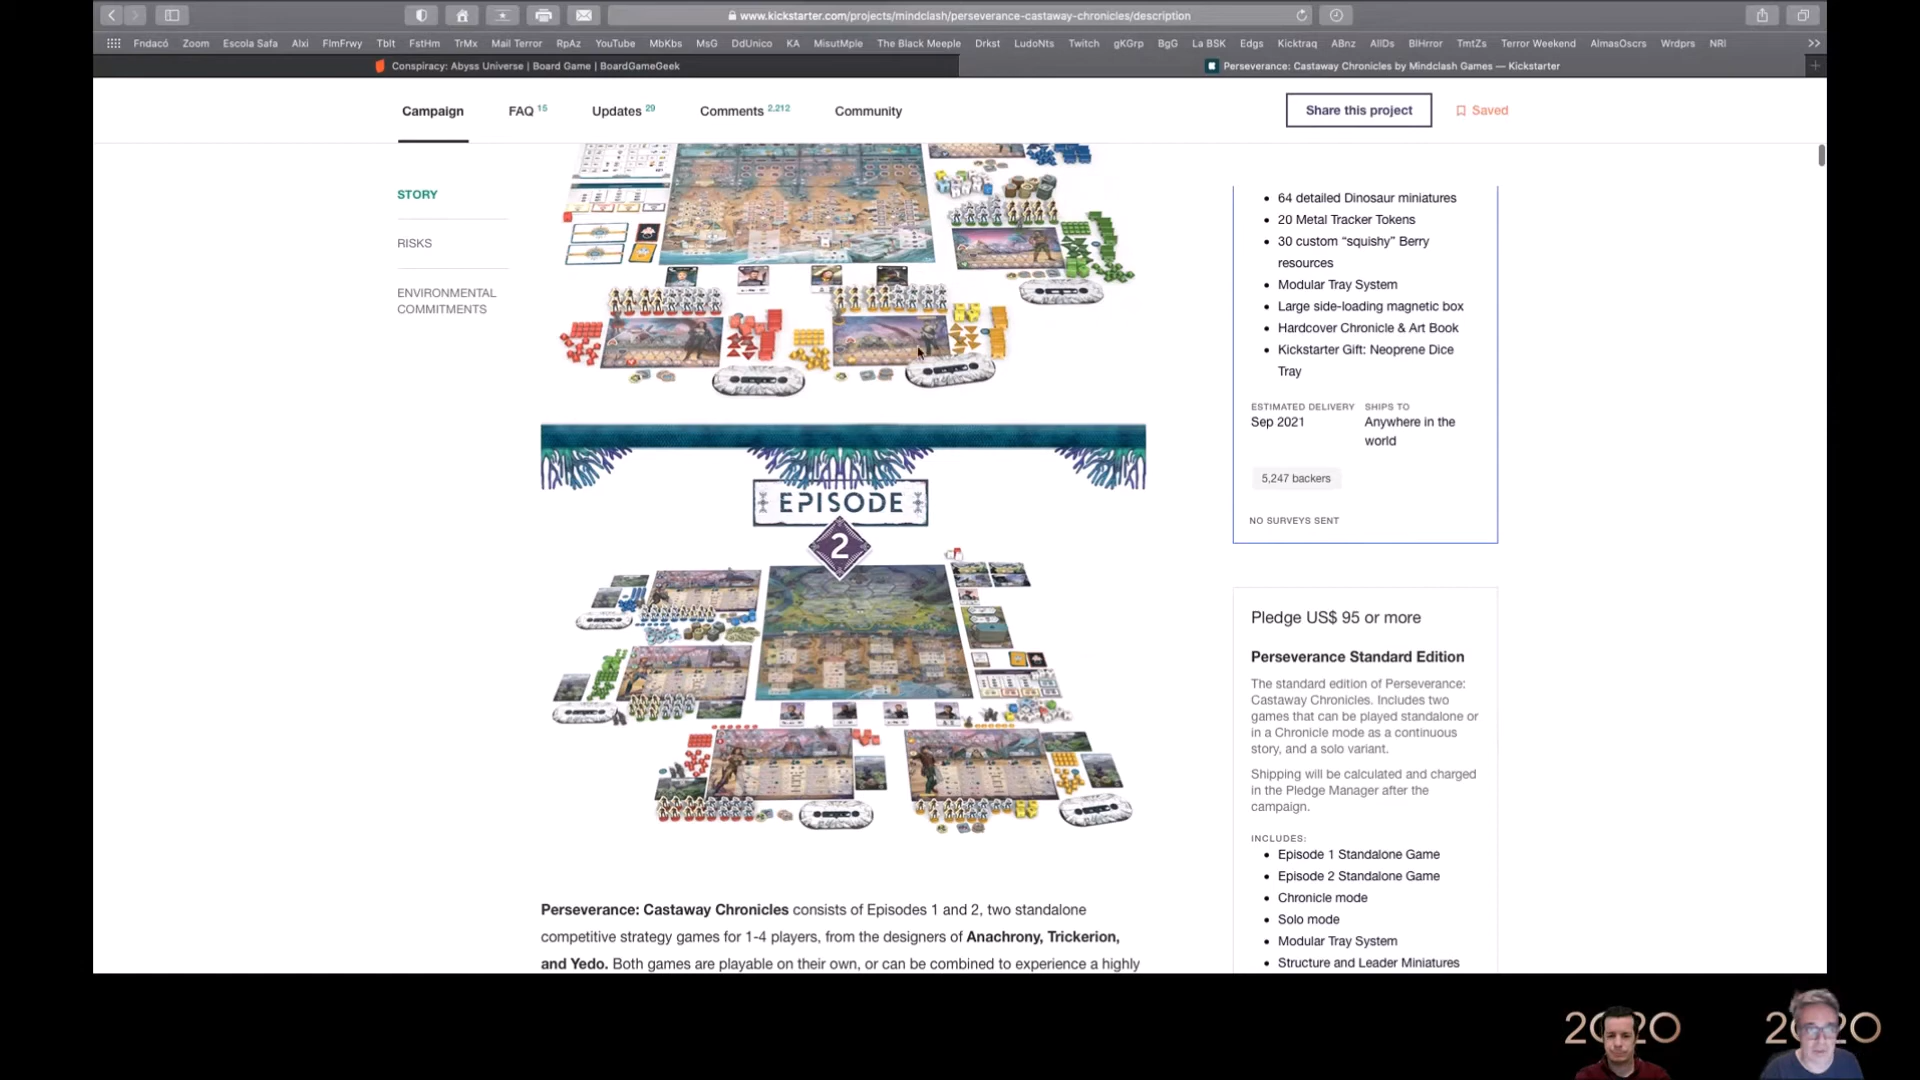 www.kickstarter.com/projects/mindclash/perseverance-castaway-chronicles/description
Fndacó Zoom Escola Safa Alxi FlmFrwy Tblt FstHm TrMx Mail Terror RpAz YouTube MbKbs MsG DdUnico KA MisutMple The Black Meeple Drkst LudoNts Twitch gKGrp BgG La BSK Edgs Kicktraq ABnz AllDs BlHrror TmtZs Terror Weekend AlmasOscrs Wrdprs NRl
Conspiracy: Abyss Universe | Board Game | BoardGameGeek
Perseverance: Castaway Chronicles by Mindclash Games — Kickstarter
Campaign FAQ 15 Updates 29 Comments 2,212 Community
Share this project
Saved
STORY
RISKS
ENVIRONMENTAL
COMMITMENTS
EPISODE
2
Perseverance: Castaway Chronicles consists of Episodes 1 and 2, two standalone
competitive strategy games for 1-4 players, from the designers of Anachrony, Trickerion,
and Yedo. Both games are playable on their own, or can be combined to experience a highly
64 detailed Dinosaur miniatures
20 Metal Tracker Tokens
30 custom “squishy” Berry
resources
Modular Tray System
Large side-loading magnetic box
Hardcover Chronicle & Art Book
Kickstarter Gift: Neoprene Dice
Tray
ESTIMATED DELIVERY
Sep 2021
SHIPS TO
Anywhere in the
world
5,247 backers
NO SURVEYS SENT
Pledge US$ 95 or more
Perseverance Standard Edition
The standard edition of Perseverance:
Castaway Chronicles. Includes two
games that can be played standalone or
in a Chronicle mode as a continuous
story, and a solo variant.
Shipping will be calculated and charged
in the Pledge Manager after the
campaign.
INCLUDES:
Episode 1 Standalone Game
Episode 2 Standalone Game
Chronicle mode
Solo mode
Modular Tray System
Structure and Leader Miniatures